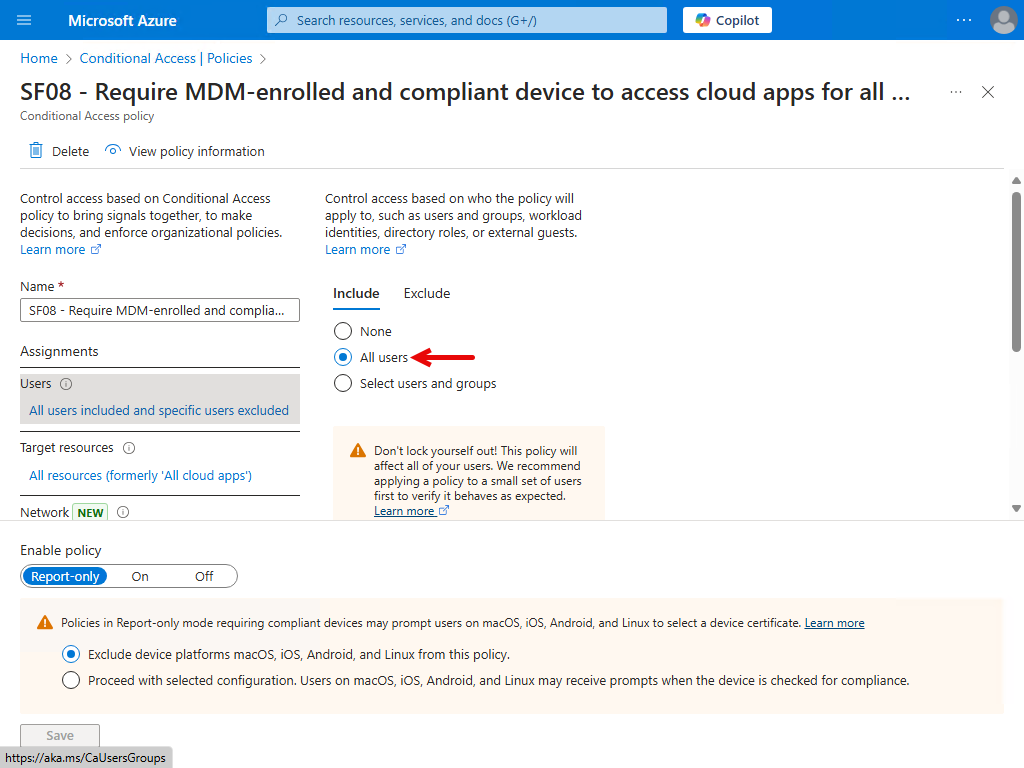 Microsoft Azure
Search resources, services, and docs (G+/)
Copilot
Home > Conditional Access | Policies >
SF08 - Require MDM-enrolled and compliant device to access cloud apps for all ...
Conditional Access policy
Delete
View policy information
Control access based on Conditional Access
policy to bring signals together, to make
decisions, and enforce organizational policies.
Learn more
Name *
SF08 - Require MDM-enrolled and complia...
Assignments
Users
All users included and specific users excluded
Target resources
All resources (formerly 'All cloud apps')
Network NEW
Control access based on who the policy will
apply to, such as users and groups, workload
identities, directory roles, or external guests.
Learn more
Include
Exclude
None
All users
Select users and groups
Don't lock yourself out! This policy will
affect all of your users. We recommend
applying a policy to a small set of users
first to verify it behaves as expected.
Learn more
Enable policy
Report-only
On
Off
Policies in Report-only mode requiring compliant devices may prompt users on macOS, iOS, Android, and Linux to select a device certificate. Learn more
Exclude device platforms macOS, iOS, Android, and Linux from this policy.
Proceed with selected configuration. Users on macOS, iOS, Android, and Linux may receive prompts when the device is checked for compliance.
Save
https://aka.ms/CaUsersGroups